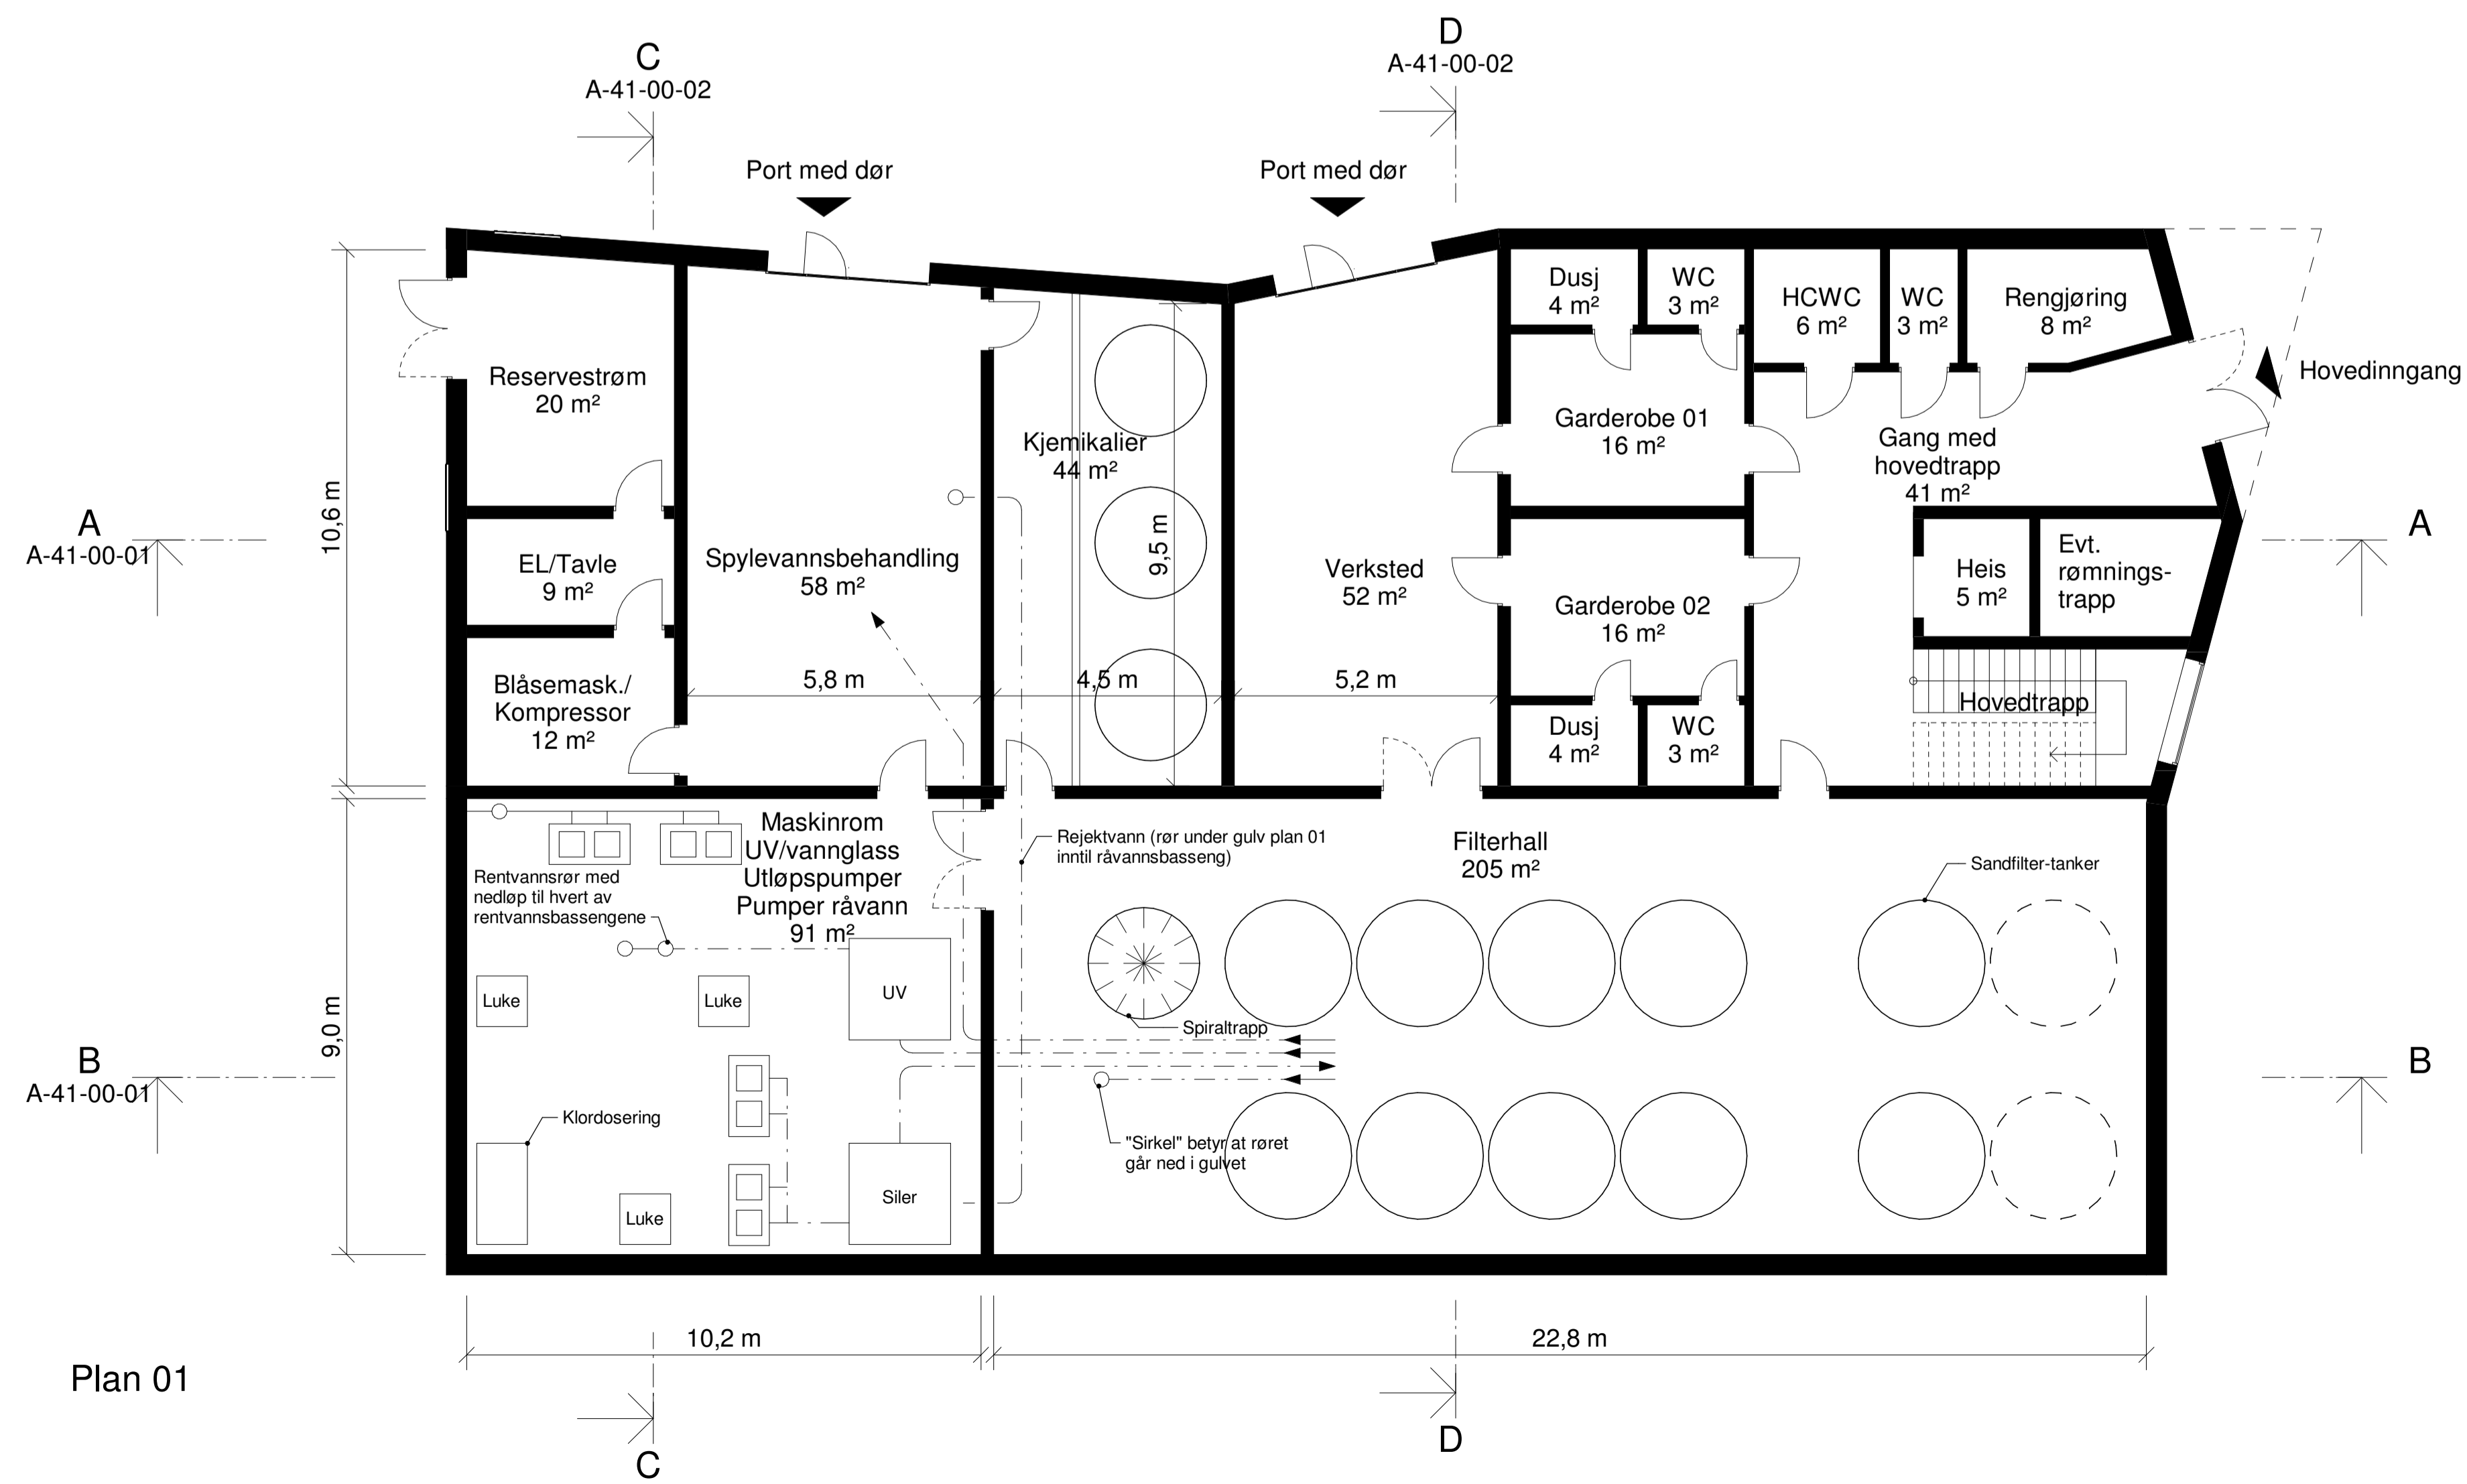 C
A-41-00-02
D
A-41-00-02
Port med dør
Port med dør
Dusj
4 m²
WC
3 m²
HCWC
6 m²
WC
3 m²
Rengjøring
8 m²
Hovedinngang
Reservestrøm
20 m²
Kjemikalier
44 m²
Garderobe 01
16 m²
Gang med
hovedtrapp
41 m²
10,6 m
A
A-41-00-01
A
EL/Tavle
9 m²
Spylevannsbehandling
58 m²
9,5 m
Verksted
52 m²
Garderobe 02
16 m²
Heis
5 m²
Evt.
rømnings-
trapp
Blåsemask./
Kompressor
12 m²
5,8 m
4,5 m
5,2 m
Dusj
4 m²
WC
3 m²
Hovedtrapp
Maskinrom
UV/vannglass
Utløpspumper
Pumper råvann
91 m²
Rejektvann (rør under gulv plan 01
inntil råvannsbasseng)
Filterhall
205 m²
Sandfilter-tanker
Rentvannsrør med
nedløp til hvert av
rentvannsbassengene
Luke
Luke
UV
Spiraltrapp
9,0 m
B
A-41-00-01
B
Klordosering
"Sirkel" betyr at røret
går ned i gulvet
Luke
Siler
10,2 m
22,8 m
Plan 01
C
D